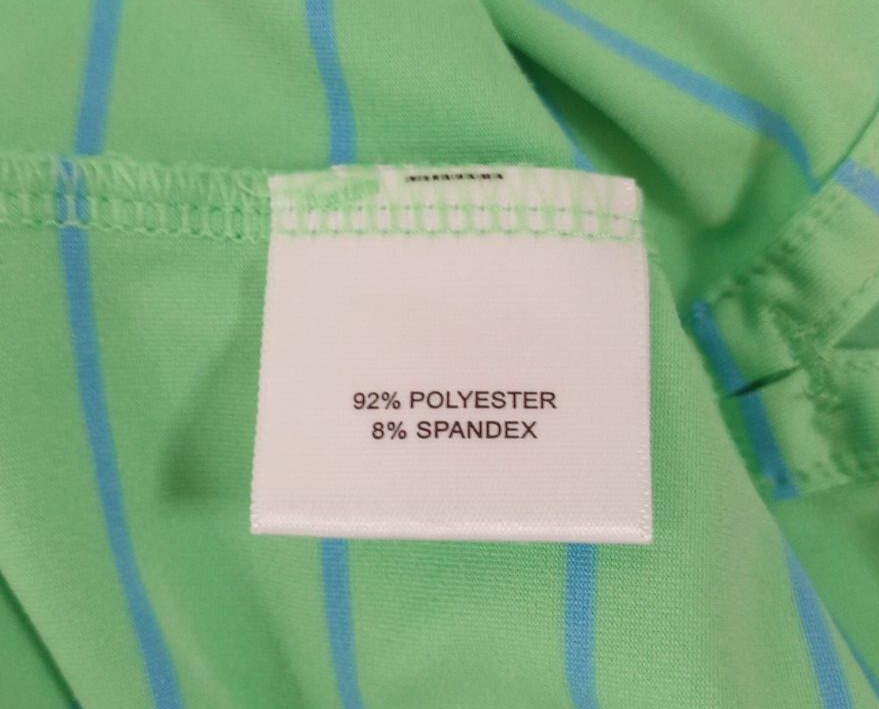 92% POLYESTER
8% SPANDEX